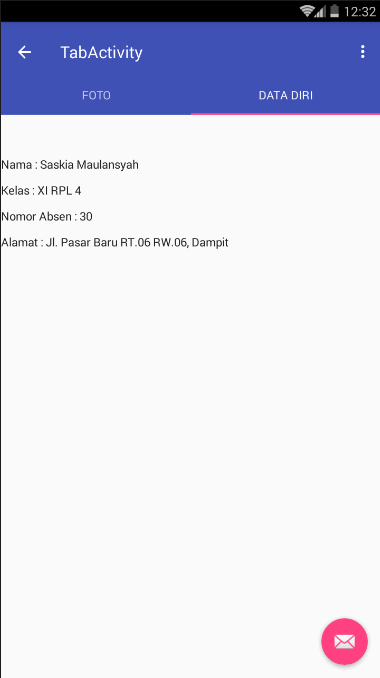 12:32
TabActivity
FOTO
DATA DIRI
Nama : Saskia Maulansyah
Kelas : XI RPL 4
Nomor Absen : 30
Alamat : Jl. Pasar Baru RT.06 RW.06, Dampit